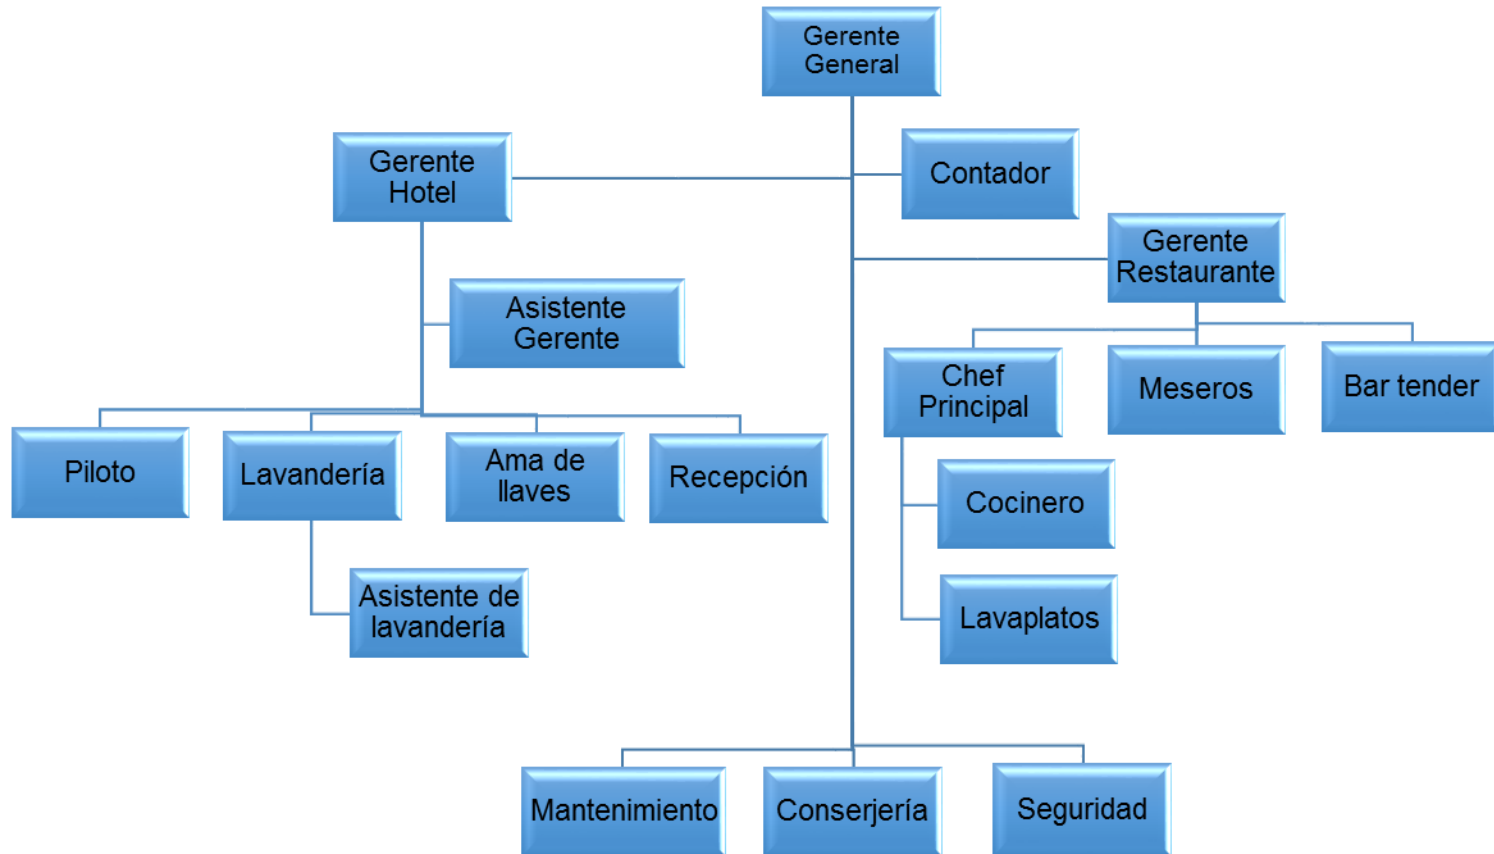 Gerente
General
Contador
Gerente
Hotel
Gerente
Restaurante
Asistente
Gerente
Chef
Principal
Meseros
Bar tender
Piloto
Lavandería
Ama de
llaves
Recepción
Cocinero
Asistente de
lavandería
Lavaplatos
Mantenimiento
Conserjería
Seguridad